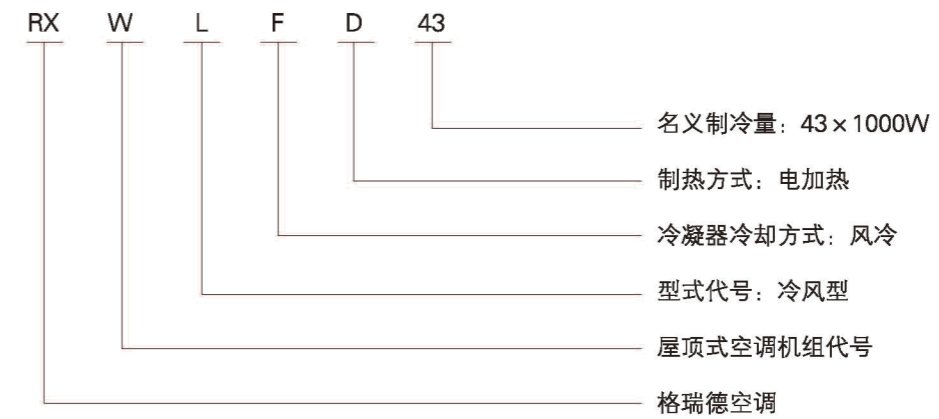 RX W L F D 43
名义制冷量：43×1000W
制热方式：电加热
冷凝器冷却方式：风冷
型式代号：冷风型
屋顶式空调机组代号
格瑞德空调